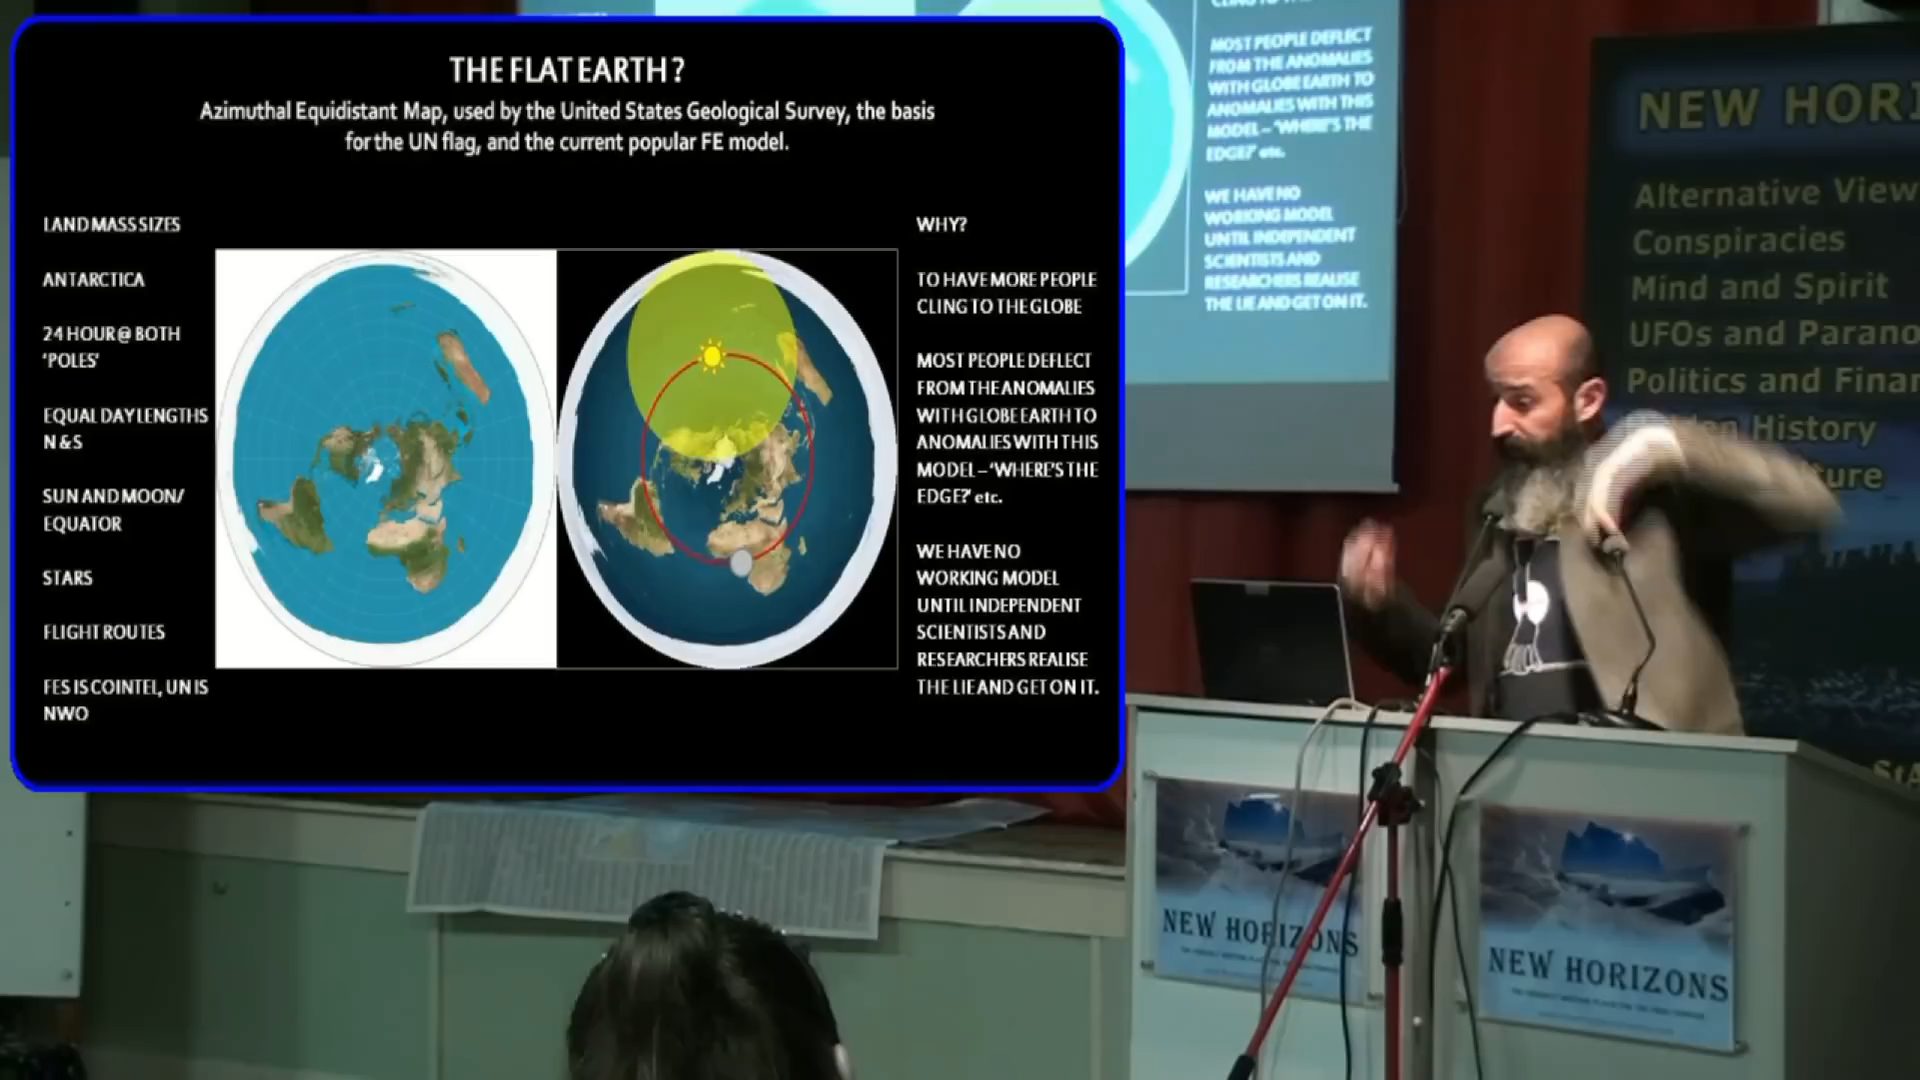 THE FLAT EARTH?
Azimuthal Equidistant Map, used by the United States Geological Survey, the basis
for the UN flag, and the current popular FE model.
LAND MASS SIZES
ANTARCTICA
24 HOUR @ BOTH
'POLES'
EQUAL DAY LENGTHS
N & S
SUN AND MOON/
EQUATOR
STARS
FLIGHT ROUTES
FES IS COINTEL, UN IS
NWO
WHY?
TO HAVE MORE PEOPLE
CLING TO THE GLOBE
MOST PEOPLE DEFLECT
FROM THE ANOMALIES
WITH GLOBE EARTH TO
ANOMALIES WITH THIS
MODEL – 'WHERE'S THE
EDGE?' etc.
WE HAVE NO
WORKING MODEL
UNTIL INDEPENDENT
SCIENTISTS AND
RESEARCHERS REALISE
THE LIE AND GET ON IT.
MOST PEOPLE DEFLECT
FROM THE ANOMALIES
WITH GLOBE EARTH TO
ANOMALIES WITH THIS
MODEL – 'WHERE'S THE
EDGE?' etc.
WE HAVE NO
WORKING MODEL
UNTIL INDEPENDENT
SCIENTISTS AND
RESEARCHERS REALISE
THE LIE AND GET ON IT.
NEW HORI
Alternative View
Conspiracies
Mind and Spirit
UFOs and Parano
Politics and Finan
History
ture
NEW HORIZONS
NEW HORIZONS